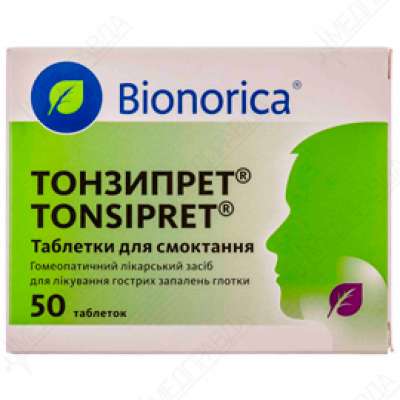 Bionorica®
ТОНЗИПРЕТ®
TONSIPRET®
Таблетки для смоктання
Гомеопатичний лікарський засіб
для лікування гострих запалень глотки
50 таблеток